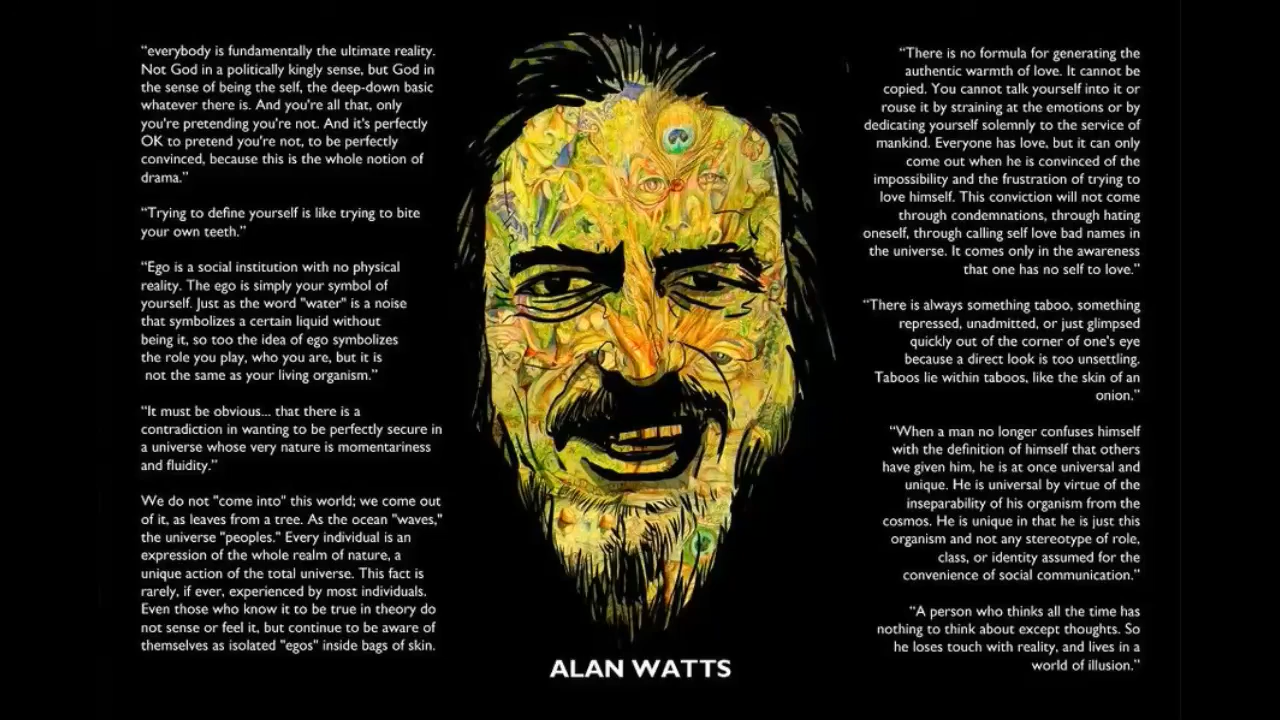 “everybody is fundamentally the ultimate reality.
Not God in a politically kingly sense, but God in
the sense of being the self, the deep-down basic
whatever there is. And you're all that, only
you're pretending you're not. And it's perfectly
OK to pretend you're not, to be perfectly
convinced, because this is the whole notion of
drama.”
“Trying to define yourself is like trying to bite
your own teeth.”
“Ego is a social institution with no physical
reality. The ego is simply your symbol of
yourself. Just as the word "water" is a noise
that symbolizes a certain liquid without
being it, so too the idea of ego symbolizes
the role you play, who you are, but it is
not the same as your living organism.”
“It must be obvious... that there is a
contradiction in wanting to be perfectly secure in
a universe whose very nature is momentariness
and fluidity.”
We do not "come into" this world; we come out
of it, as leaves from a tree. As the ocean "waves,"
the universe "peoples." Every individual is an
expression of the whole realm of nature, a
unique action of the total universe. This fact is
rarely, if ever, experienced by most individuals.
Even those who know it to be true in theory do
not sense or feel it, but continue to be aware of
themselves as isolated "egos" inside bags of skin.
ALAN WATTS
“There is no formula for generating the
authentic warmth of love. It cannot be
copied. You cannot talk yourself into it or
rouse it by straining at the emotions or by
dedicating yourself solemnly to the service of
mankind. Everyone has love, but it can only
come out when he is convinced of the
impossibility and the frustration of trying to
love himself. This conviction will not come
through condemnations, through hating
oneself, through calling self love bad names in
the universe. It comes only in the awareness
that one has no self to love.”
“There is always something taboo, something
repressed, unadmitted, or just glimpsed
quickly out of the corner of one's eye
because a direct look is too unsettling.
Taboos lie within taboos, like the skin of an
onion.”
“When a man no longer confuses himself
with the definition of himself that others
have given him, he is at once universal and
unique. He is universal by virtue of the
inseparability of his organism from the
cosmos. He is unique in that he is just this
organism and not any stereotype of role,
class, or identity assumed for the
convenience of social communication.”
“A person who thinks all the time has
nothing to think about except thoughts. So
he loses touch with reality, and lives in a
world of illusion.”